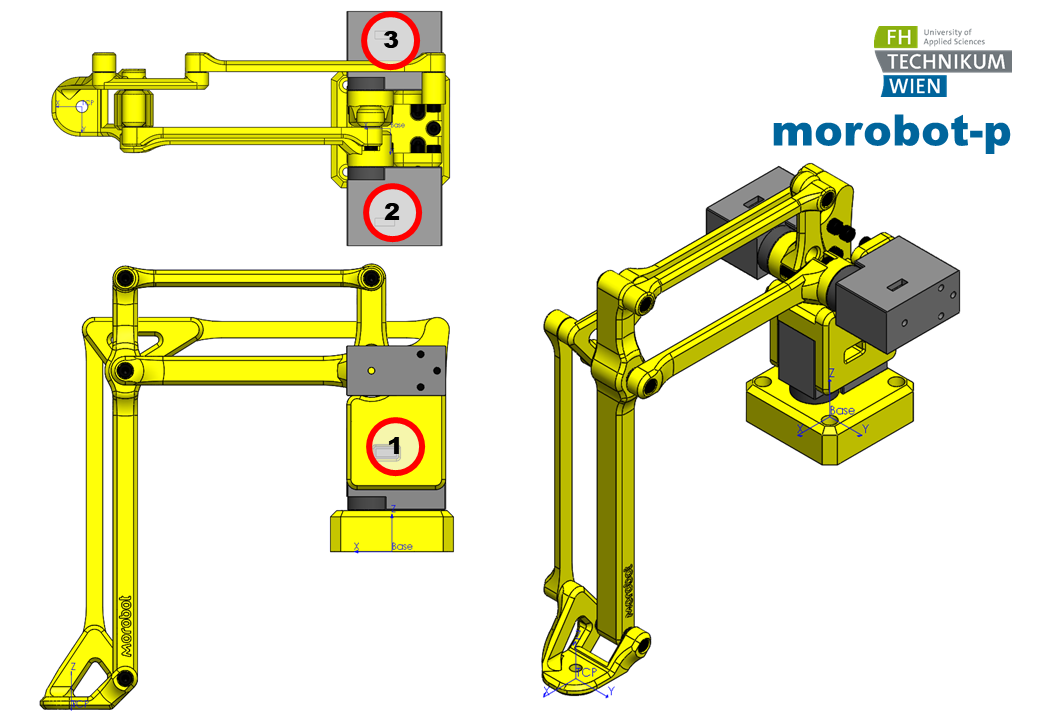 3
X
TCP
Y
Base
2
FH
University of
Applied Sciences
TECHNIKUM
WIEN
morobot-p
1
Z
X
Base
morobot
Z
X
Z
Base
X
Y
morobot
Z
TCP
X
Y